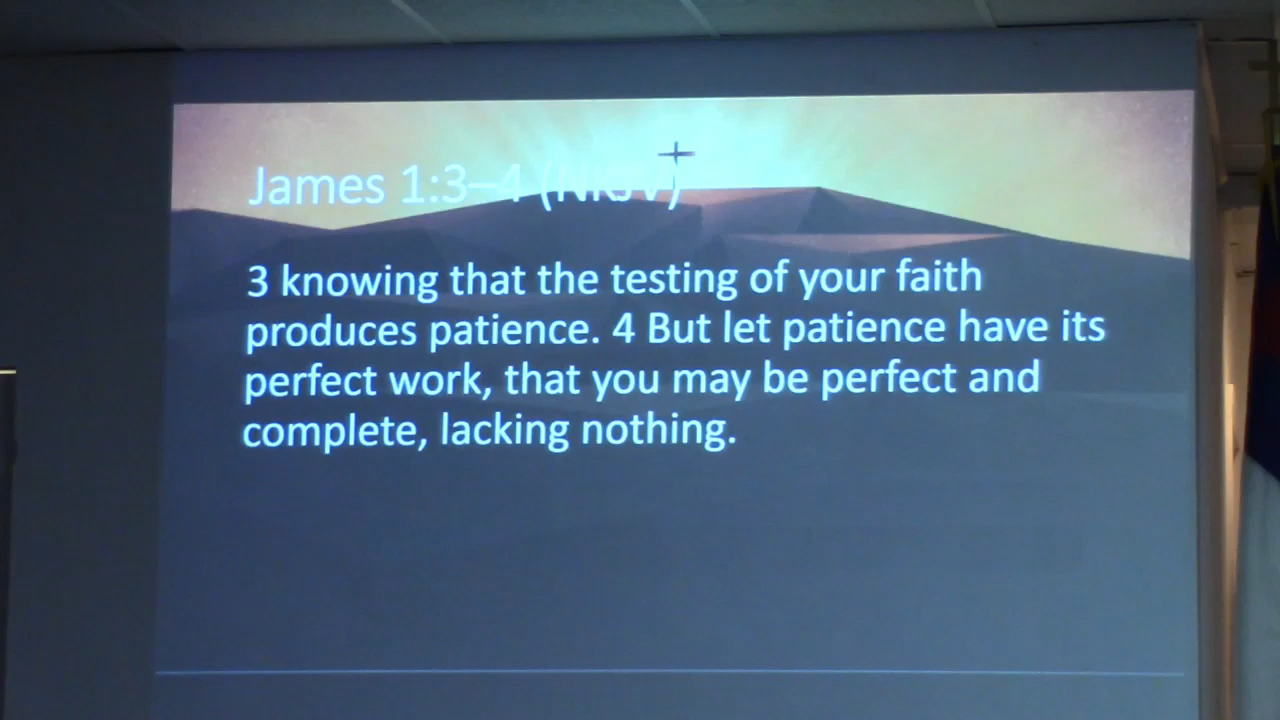 James 1:3–4 (NKJV)
3 knowing that the testing of your faith
produces patience. 4 But let patience have its
perfect work, that you may be perfect and
complete, lacking nothing.